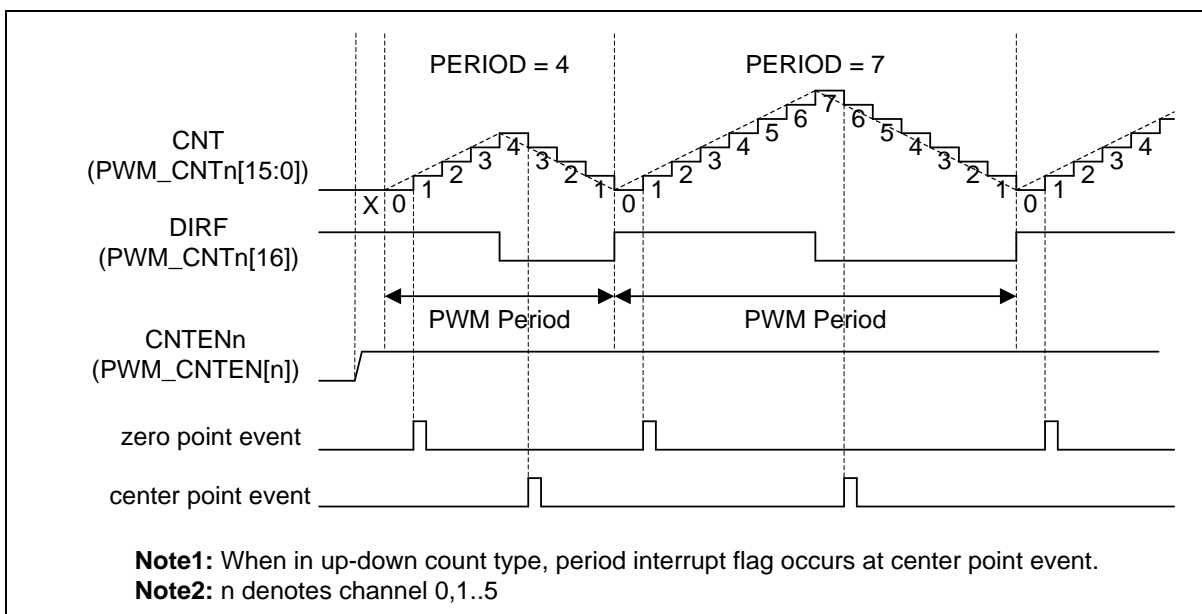 PERIOD = 4 PERIOD = 7
CNT
(PWM_CNTn[15:0])
X 0 1 2 3 4 3 2 1 0 1 2 3 4 5 6 7 6 5 4 3 2 1 0 1 2 3 4
DIRF
(PWM_CNTn[16])
PWM Period PWM Period
CNTENn
(PWM_CNTEN[n])
zero point event
center point event
Note1: When in up-down count type, period interrupt flag occurs at center point event.
Note2: n denotes channel 0,1..5